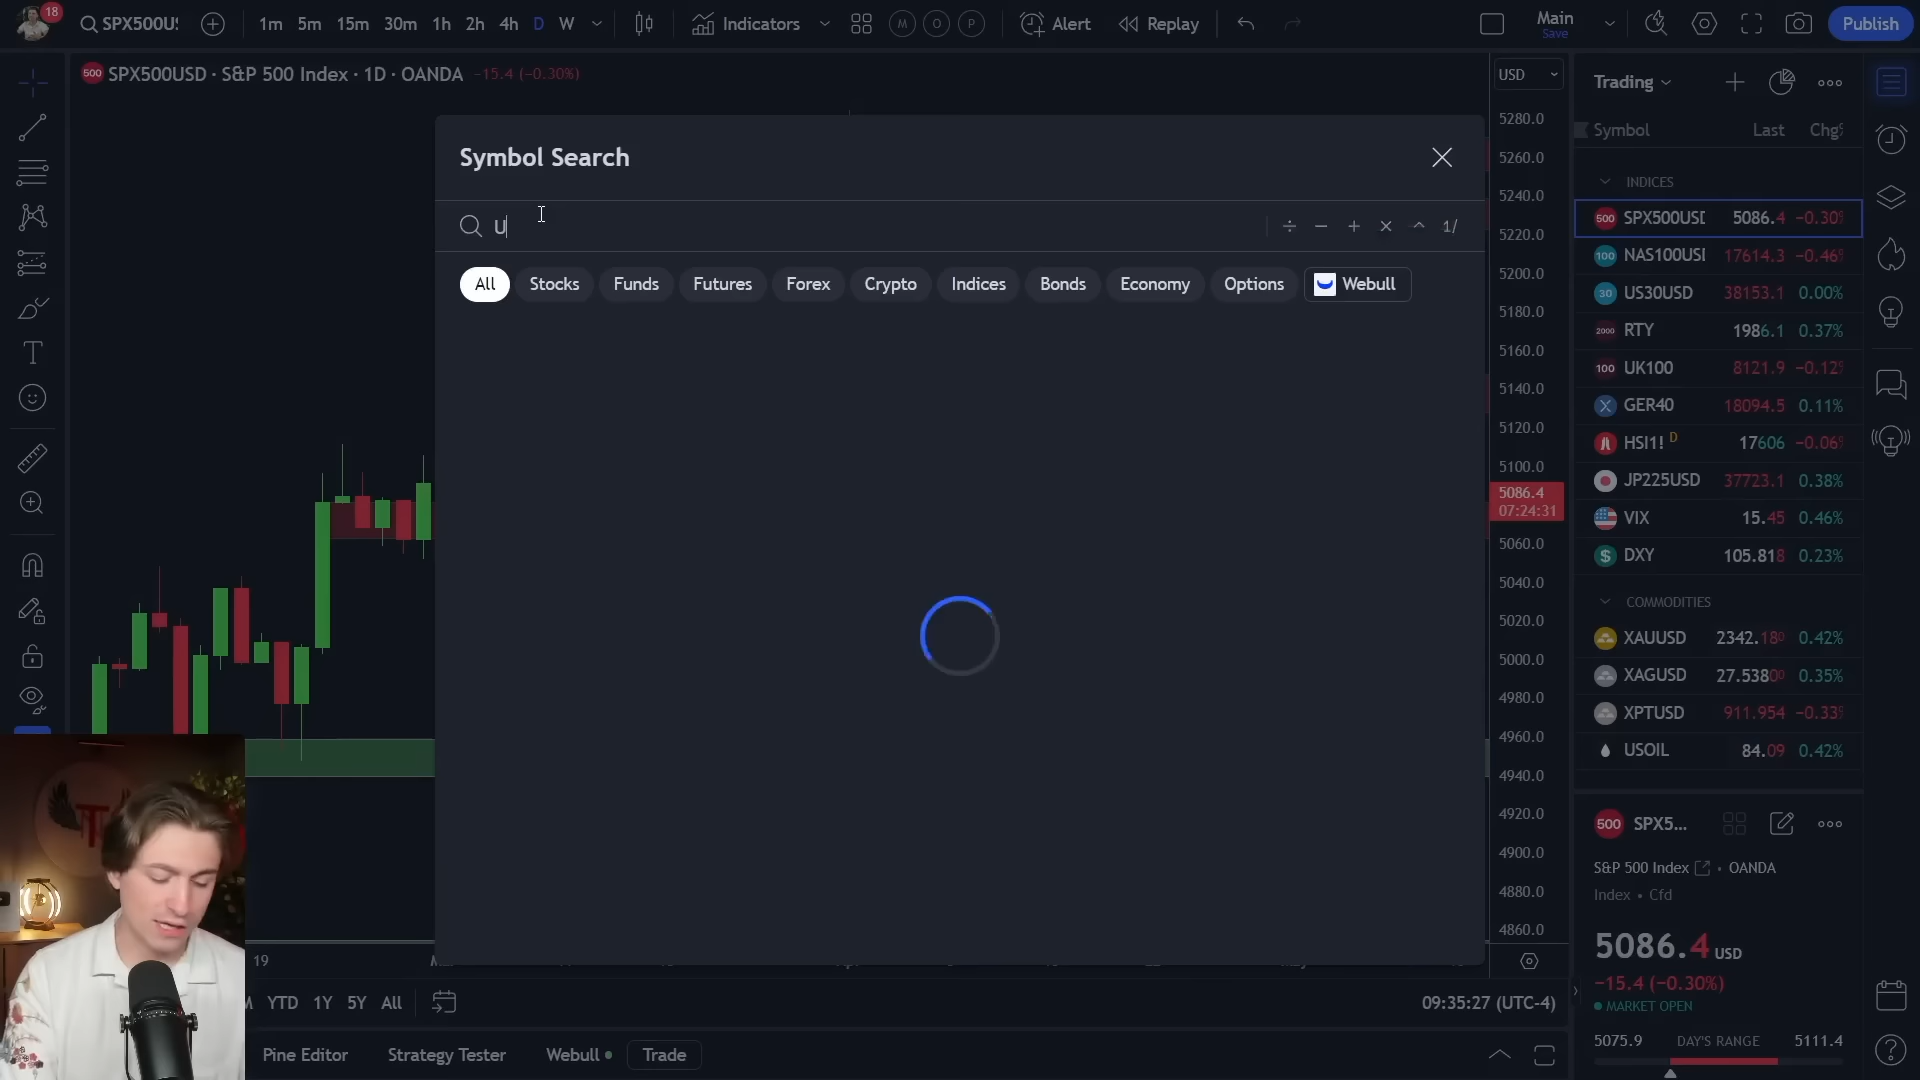 18
SPX500U:
1m 5m 15m 30m 1h 2h 4h D W
Indicators
M O P
Alert
Replay
Main
Save
Publish
500 SPX500USD · S&P 500 Index · 1D · OANDA −15.4 (−0.30%)
USD
5280.0
5260.0
5240.0
5220.0
5200.0
5180.0
5160.0
5140.0
5120.0
5100.0
5086.4
07:24:31
5060.0
5040.0
5020.0
5000.0
4980.0
4960.0
4940.0
4920.0
4900.0
4880.0
4860.0
Symbol Search
U
÷ − + × ^ 1/
All Stocks Funds Futures Forex Crypto Indices Bonds Economy Options Webull
Trading
Symbol Last Chg%
INDICES
500 SPX500USD 5086.4 −0.30%
100 NAS100USD 17614.3 −0.46%
30 US30USD 38153.1 0.00%
2000 RTY 1986.1 0.37%
100 UK100 8121.9 −0.12%
X GER40 18094.5 0.11%
HSI1! D 17606 −0.06%
JP225USD 37723.1 0.38%
VIX 15.45 0.46%
$ DXY 105.818 0.23%
COMMODITIES
XAUUSD 2342.180 0.42%
XAGUSD 27.53800 0.35%
XPTUSD 911.954 −0.33%
USOIL 84.09 0.42%
500 SPX5...
S&P 500 Index • OANDA
Index • Cfd
5086.4 USD
−15.4 (−0.30%)
MARKET OPEN
5075.9 DAY'S RANGE 5111.4
19
YTD 1Y 5Y All
09:35:27 (UTC-4)
Pine Editor Strategy Tester Webull Trade